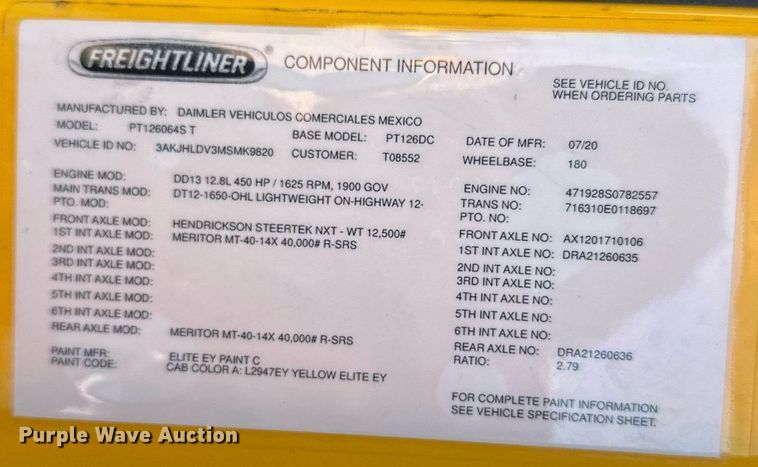 FREIGHTLINER ® COMPONENT INFORMATION
SEE VEHICLE ID NO.
WHEN ORDERING PARTS
MANUFACTURED BY: DAIMLER VEHICULOS COMERCIALES MEXICO
MODEL: PT126064S T BASE MODEL: PT126DC DATE OF MFR: 07/20
VEHICLE ID NO: 3AKJHLDV3MSMK9820 CUSTOMER: T08552 WHEELBASE: 180
ENGINE MOD: DD13 12.8L 450 HP / 1625 RPM, 1900 GOV ENGINE NO: 471928S0782557
MAIN TRANS MOD: DT12-1650-OHL LIGHTWEIGHT ON-HIGHWAY 12- TRANS NO: 716310E0118697
PTO. MOD: PTO. NO:
FRONT AXLE MOD: HENDRICKSON STEERTEK NXT - WT 12,500# FRONT AXLE NO: AX1201710106
1ST INT AXLE MOD: MERITOR MT-40-14X 40,000# R-SRS 1ST INT AXLE NO: DRA21260635
2ND INT AXLE MOD: 2ND INT AXLE NO:
3RD INT AXLE MOD: 3RD INT AXLE NO:
4TH INT AXLE MOD: 4TH INT AXLE NO:
5TH INT AXLE MOD: 5TH INT AXLE NO:
6TH INT AXLE MOD: 6TH INT AXLE NO:
REAR AXLE MOD: MERITOR MT-40-14X 40,000# R-SRS REAR AXLE NO: DRA21260636
RATIO: 2.79
PAINT MFR: ELITE EY PAINT C
PAINT CODE: CAB COLOR A: L2947EY YELLOW ELITE EY
FOR COMPLETE PAINT INFORMATION
SEE VEHICLE SPECIFICATION SHEET.
Purple Wave Auction